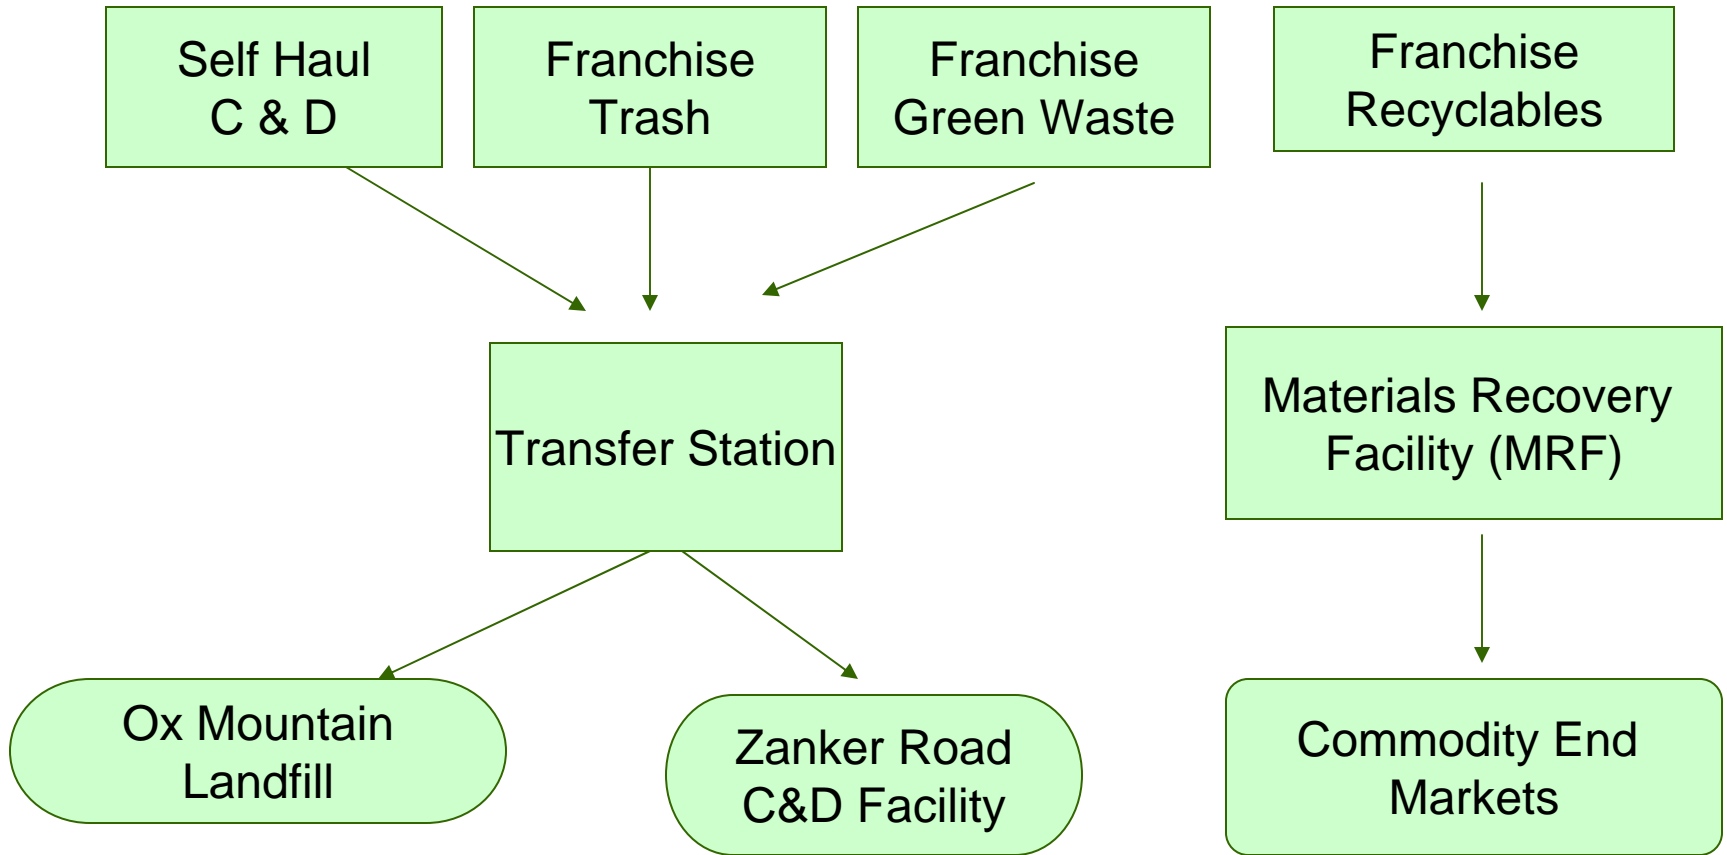 Self Haul
C & D
Franchise
Trash
Franchise
Green Waste
Franchise
Recyclables
Transfer Station
Materials Recovery
Facility (MRF)
Ox Mountain
Landfill
Zanker Road
C&D Facility
Commodity End
Markets